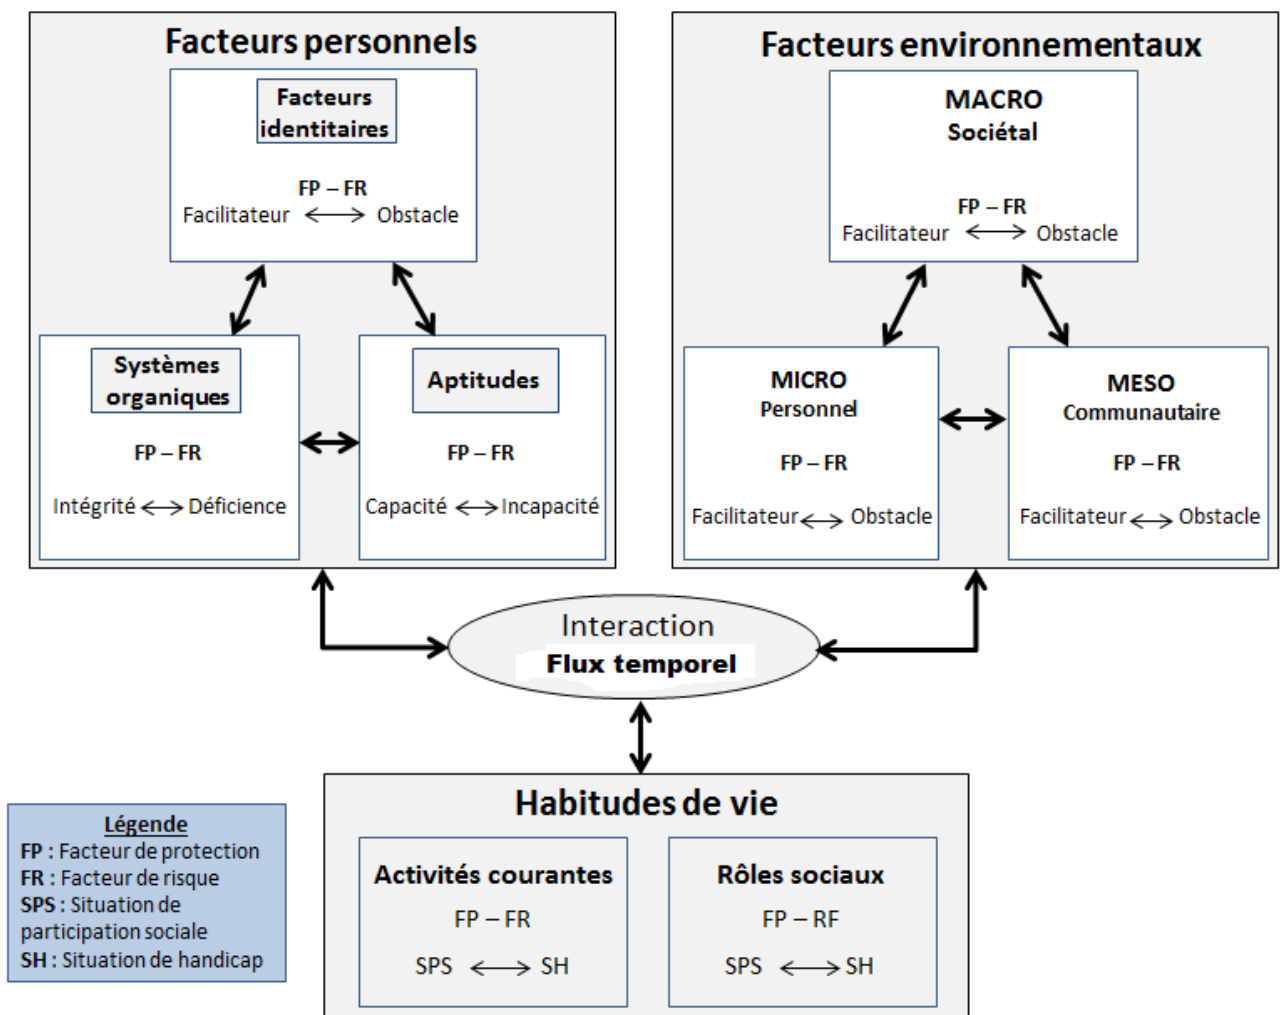 Facteurs personnels
Facteurs identitaires
FP – FR
Facilitateur Obstacle
Systèmes organiques
FP – FR
Intégrité Déficience
Aptitudes
FP – FR
Capacité Incapacité
Facteurs environnementaux
MACRO
Sociétal
FP – FR
Facilitateur Obstacle
MICRO
Personnel
FP – FR
Facilitateur Obstacle
MESO
Communautaire
FP – FR
Facilitateur Obstacle
Interaction
Flux temporel
Habitudes de vie
Activités courantes
FP – FR
SPS SH
Rôles sociaux
FP – RF
SPS SH
Légende
FP : Facteur de protection
FR : Facteur de risque
SPS : Situation de
participation sociale
SH : Situation de handicap